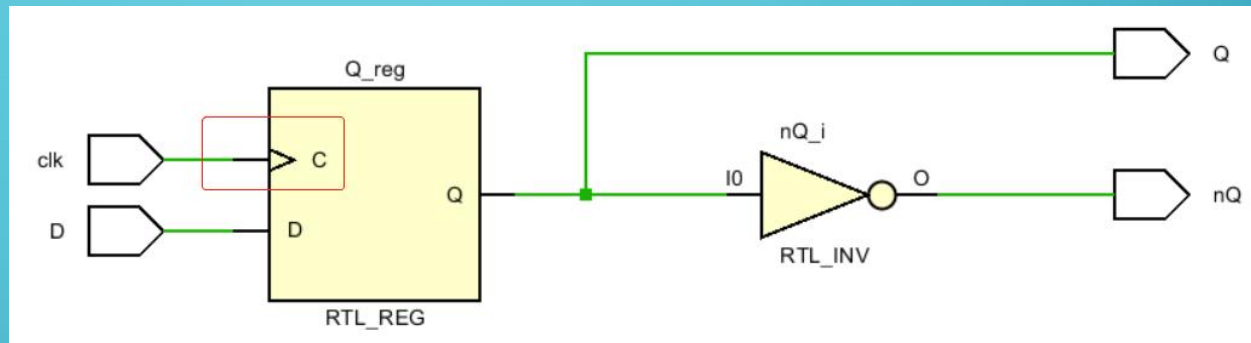 Q_reg
clk
C
D
D
Q
RTL_REG
nQ_i
I0
O
RTL_INV
Q
nQ